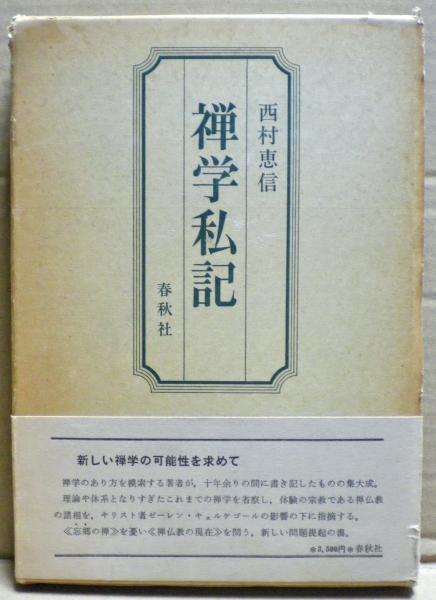 西村恵信
禅学私記
春秋社
新しい禅学の可能性を求めて
禅学のあり方を模索する著者が，十年余りの間に書き記したものの集大成。
理論や体系となりすぎたこれまでの禅学を省察し，体験の宗教である禅仏教
の諸相を，キリスト者ゼーレン・キェルケゴールの影響の下に指摘する。
≪忘郷の禅≫を憂い≪禅仏教の現在≫を問う，新しい問題提起の書。
＊3,500円＊春秋社